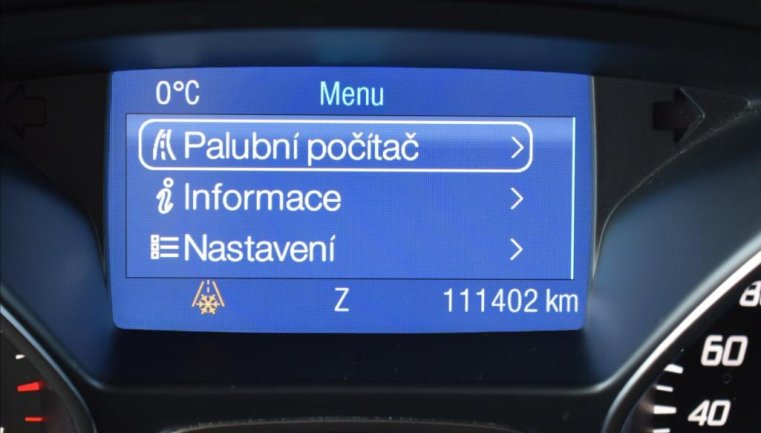 0°C Menu
Palubní počítač
Informace
Nastavení
Z 111402 km
60
40